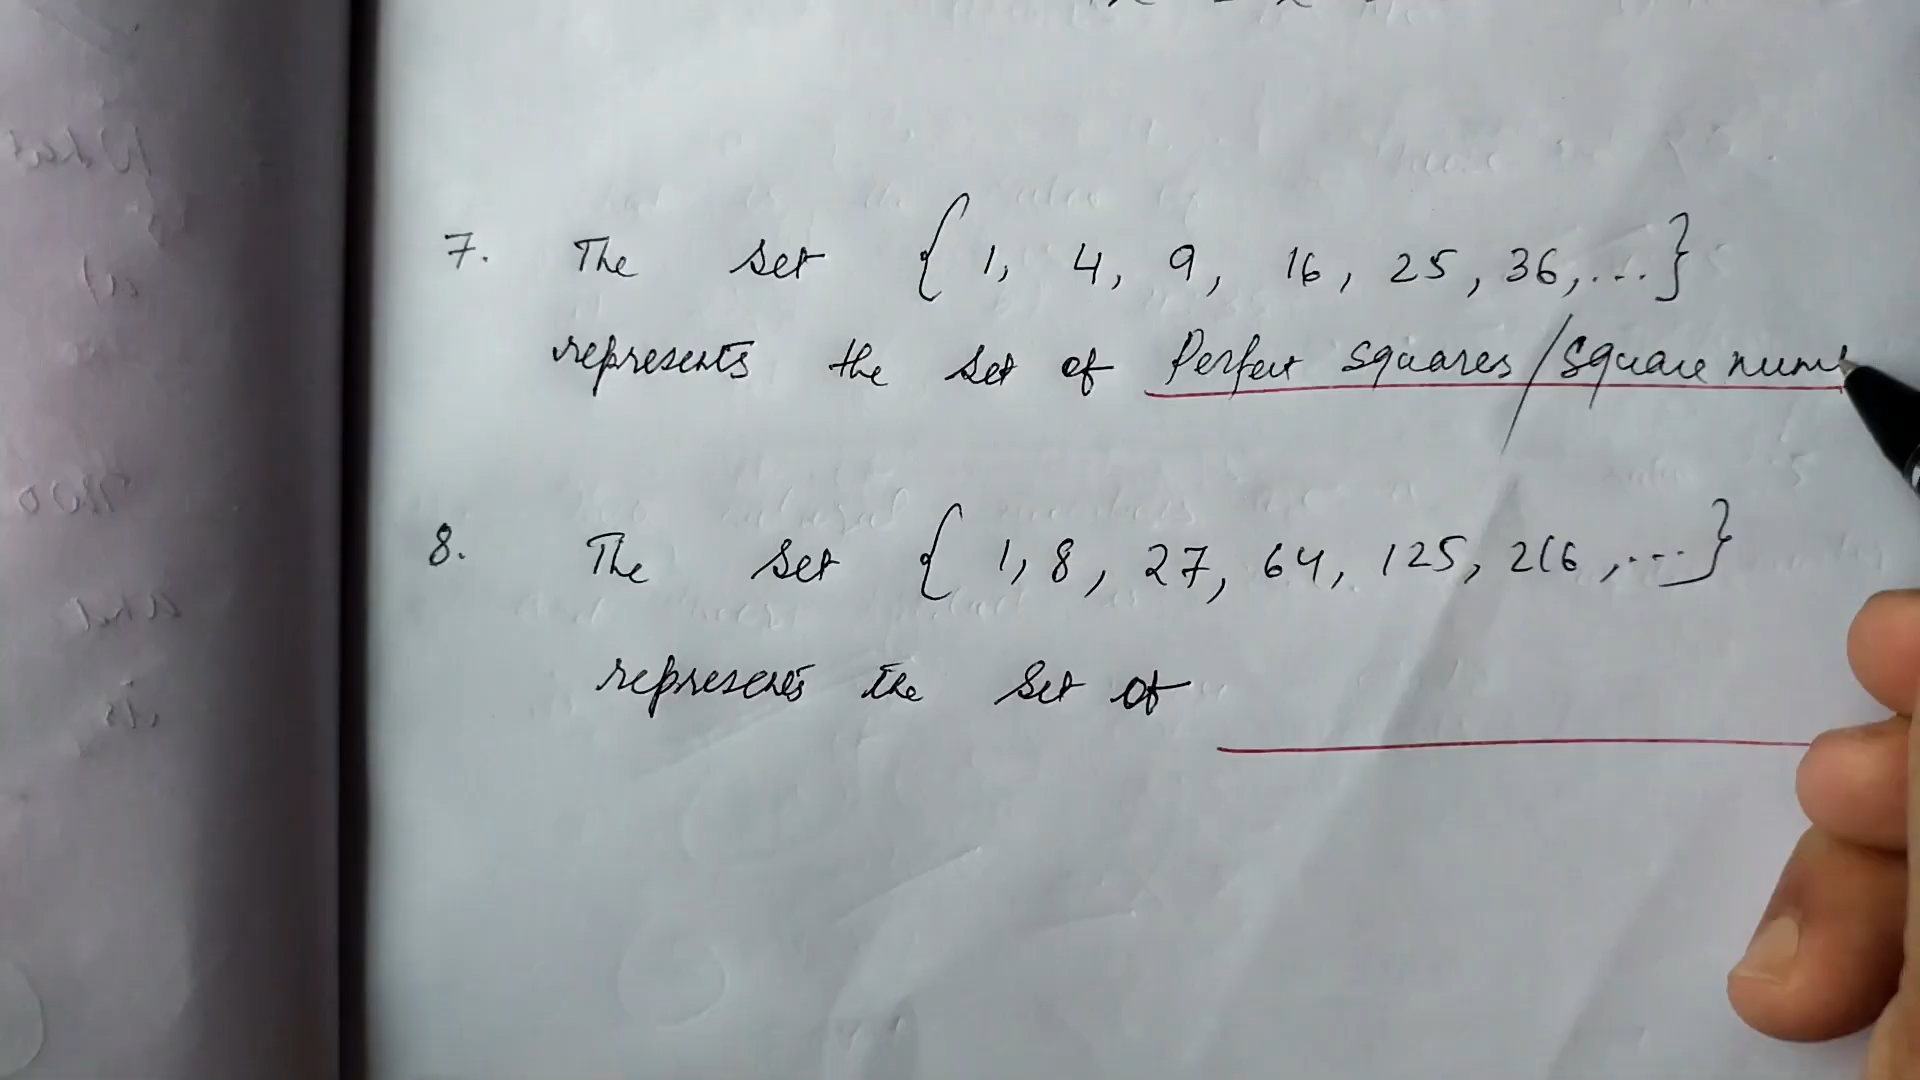 7. The set { 1, 4, 9, 16, 25, 36, ... }
represents the set of Perfect squares / Square num
8. The set { 1, 8, 27, 64, 125, 216, ... }
represents the set of